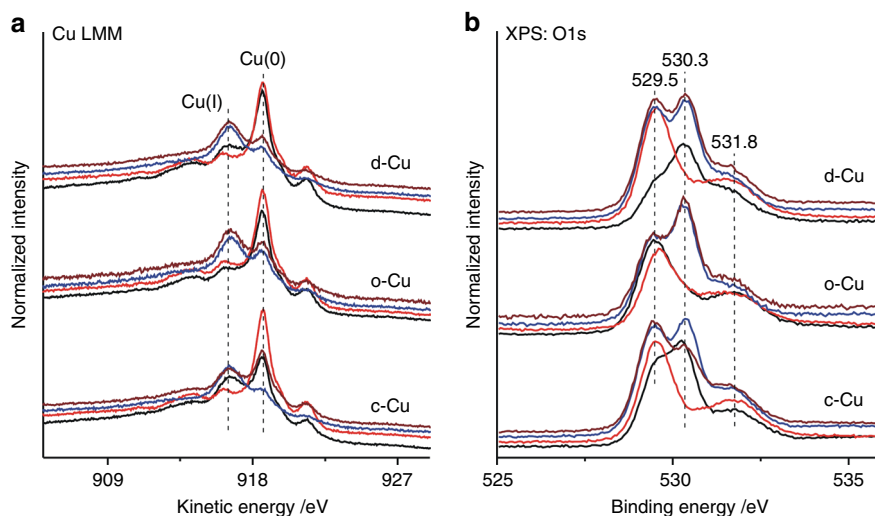 a
Cu LMM
Cu(0)
Cu(I)
d-Cu
o-Cu
c-Cu
Normalized intensity
909
918
927
Kinetic energy /eV
b
XPS: O1s
530.3
529.5
531.8
d-Cu
o-Cu
c-Cu
Normalized intensity
525
530
535
Binding energy /eV